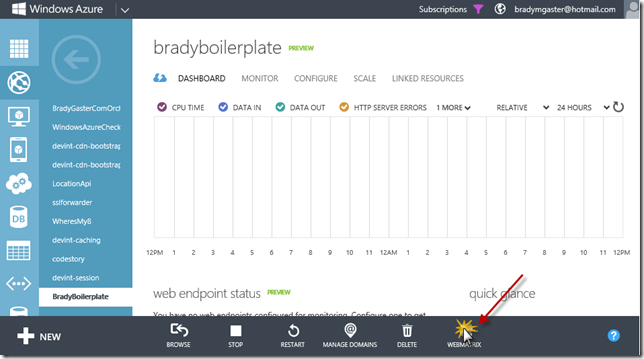 Windows Azure
Subscriptions
bradymgaster@hotmail.com
BradyGasterComOrcl
WindowsAzureCheck
devint-cdn-bootstrap
devint-cdn-bootstrap
LocationApi
sslforwarder
WheresMyB
devint-caching
codestory
devint-session
BradyBoilerplate
DB
bradyboilerplate PREVIEW
DASHBOARD MONITOR CONFIGURE SCALE LINKED RESOURCES
CPU TIME DATA IN DATA OUT HTTP SERVER ERRORS 1 MORE RELATIVE 24 HOURS
12PM 1 2 3 4 5 6 7 8 9 10 11 12AM 1 2 3 4 5 6 7 8 9 10 11 12PM
web endpoint status PREVIEW
quick glance
You have no web endpoints configured for monitoring. Configure one to get
NEW
BROWSE STOP RESTART MANAGE DOMAINS DELETE WEBMATRIX
?